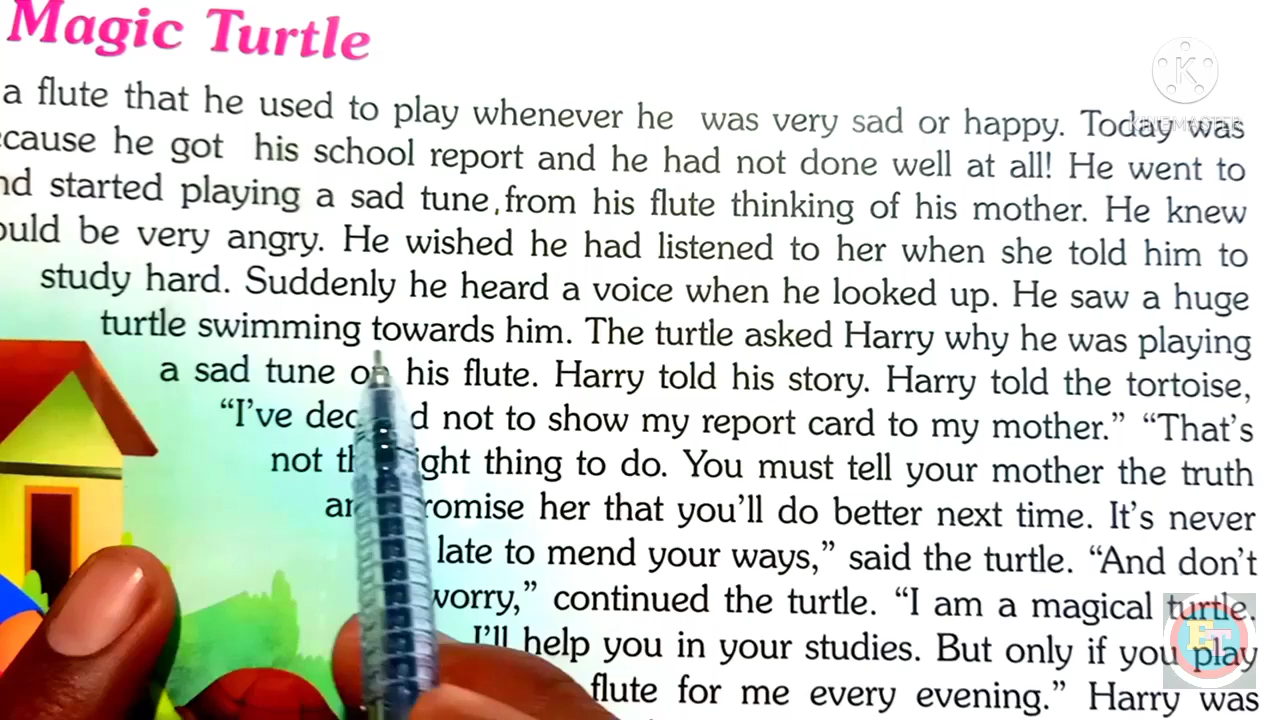 Magic Turtle
a flute that he used to play whenever he was very sad or happy. Today was
he got his school report and he had not done well at all! He went to
started playing a sad tune, from his flute thinking of his mother. He knew
be very angry. He wished he had listened to her when she told him to
study hard. Suddenly he heard a voice when he looked up. He saw a huge
turtle swimming towards him. The turtle asked Harry why he was playing
a sad tune his flute. Harry told his story. Harry told the tortoise,
“I've not to show my report card to my mother.” “That's
not thing to do. You must tell your mother the truth
her that you'll do better next time. It's never
late to mend your ways,” said the turtle. “And don't
worry,” continued the turtle. “I am a magical turtle.
I'll help you in your studies. But only if you play
flute for me every evening.” Harry was
K
KINEMASTER
ET